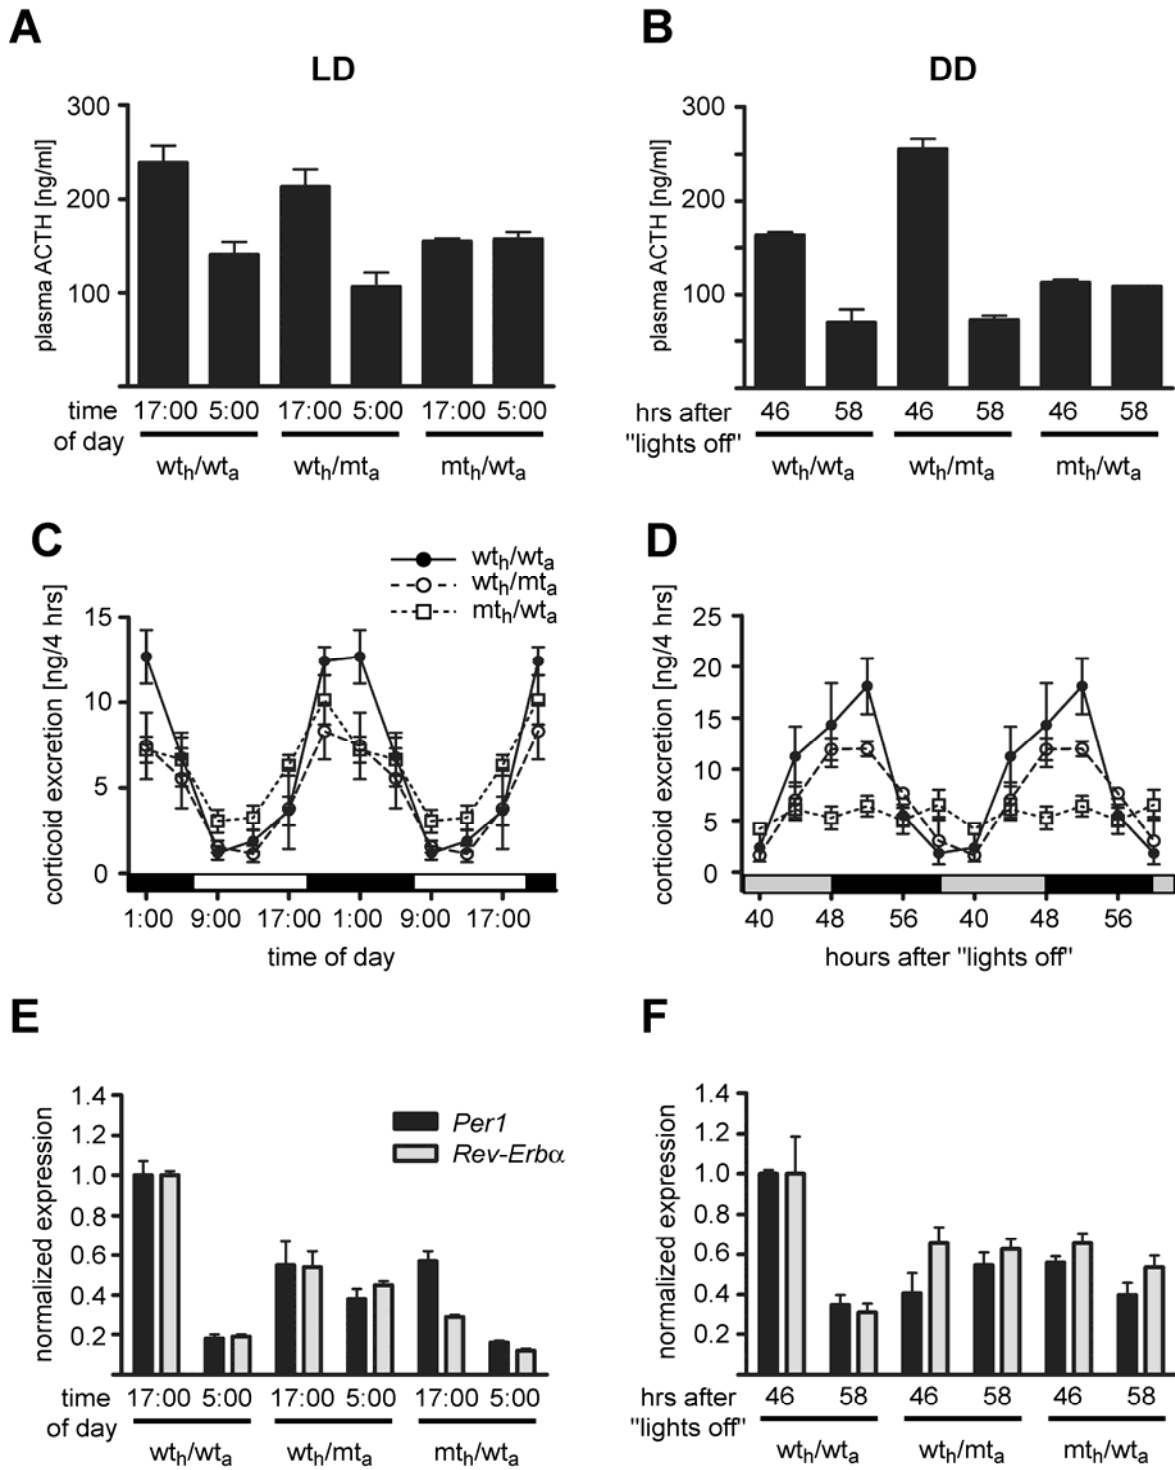 A
LD
plasma ACTH [ng/ml]
300
200
100
time of day
17:00 5:00 17:00 5:00 17:00 5:00
wth/wta wth/mta mth/wta
B
DD
plasma ACTH [ng/ml]
300
200
100
hrs after "lights off"
46 58 46 58 46 58
wth/wta wth/mta mth/wta
C
wth/wta
wth/mta
mth/wta
corticoid excretion [ng/4 hrs]
15
10
5
0
1:00 9:00 17:00 1:00 9:00 17:00
time of day
D
corticoid excretion [ng/4 hrs]
25
20
15
10
5
0
40 48 56 40 48 56
hours after "lights off"
E
normalized expression
1.4
1.2
1.0
0.8
0.6
0.4
0.2
Per1
Rev-Erbα
time of day
17:00 5:00 17:00 5:00 17:00 5:00
wth/wta wth/mta mth/wta
F
normalized expression
1.4
1.2
1.0
0.8
0.6
0.4
0.2
hrs after "lights off"
46 58 46 58 46 58
wth/wta wth/mta mth/wta